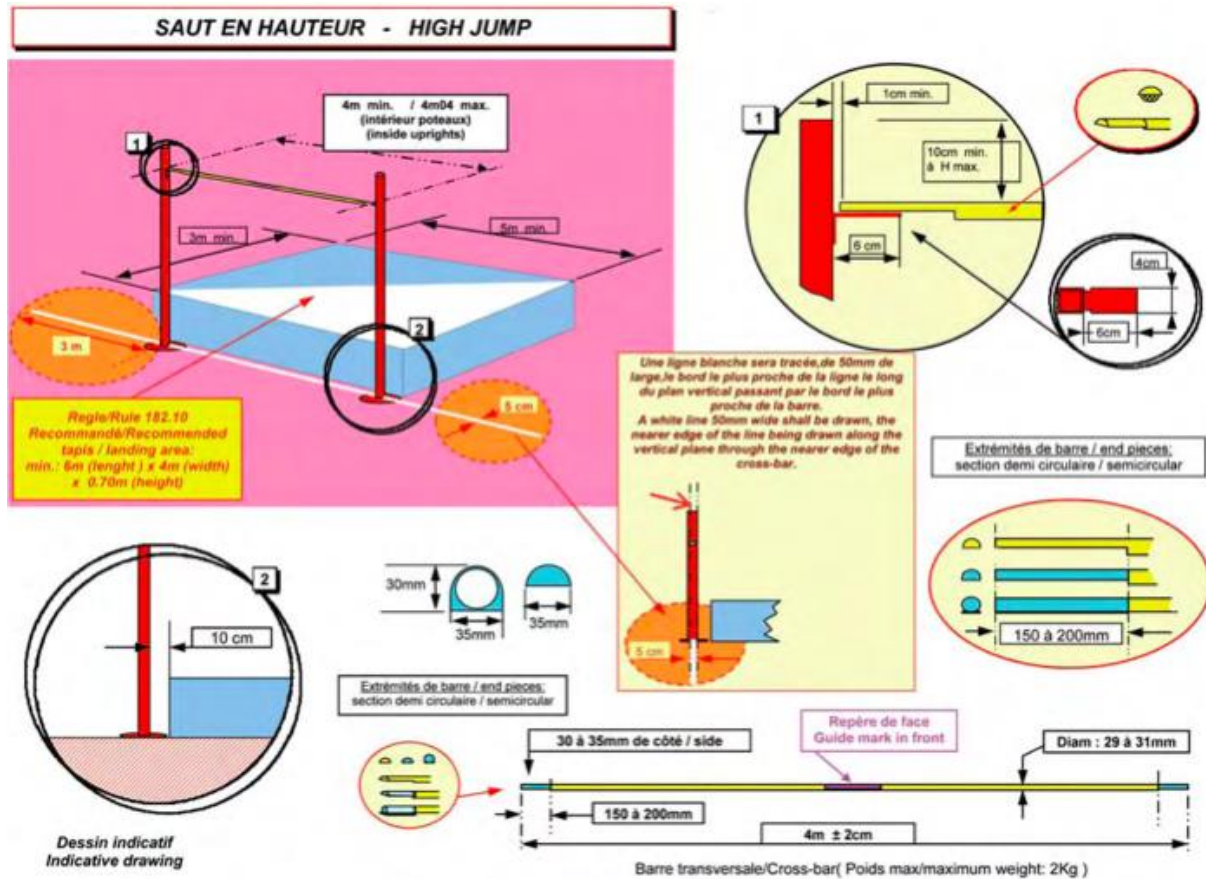 SAUT EN HAUTEUR - HIGH JUMP
4m min. / 4m04 max.
(intérieur poteaux)
(inside uprights)
1
3m min.
5m min.
2
3 m
5 cm
Regle/Rule 182.10
Recommandé/Recommended
tapis / landing area:
min.: 6m (lenght ) x 4m (width)
x 0.70m (height)
1
1cm min.
10cm min.
à H max.
6 cm
4cm
6cm
Une ligne blanche sera tracée,de 50mm de
large,le bord le plus proche de la ligne le long
du plan vertical passant par le bord le plus
proche de la barre.
A white line 50mm wide shall be drawn, the
nearer edge of the line being drawn along the
vertical plane through the nearer edge of the
cross-bar.
5 cm
Extrémités de barre / end pieces:
section demi circulaire / semicircular
150 à 200mm
2
10 cm
Dessin indicatif
Indicative drawing
30mm
35mm
35mm
Extrémités de barre / end pieces:
section demi circulaire / semicircular
30 à 35mm de côté / side
Repère de face
Guide mark in front
Diam : 29 à 31mm
150 à 200mm
4m ± 2cm
Barre transversale/Cross-bar( Poids max/maximum weight: 2Kg )